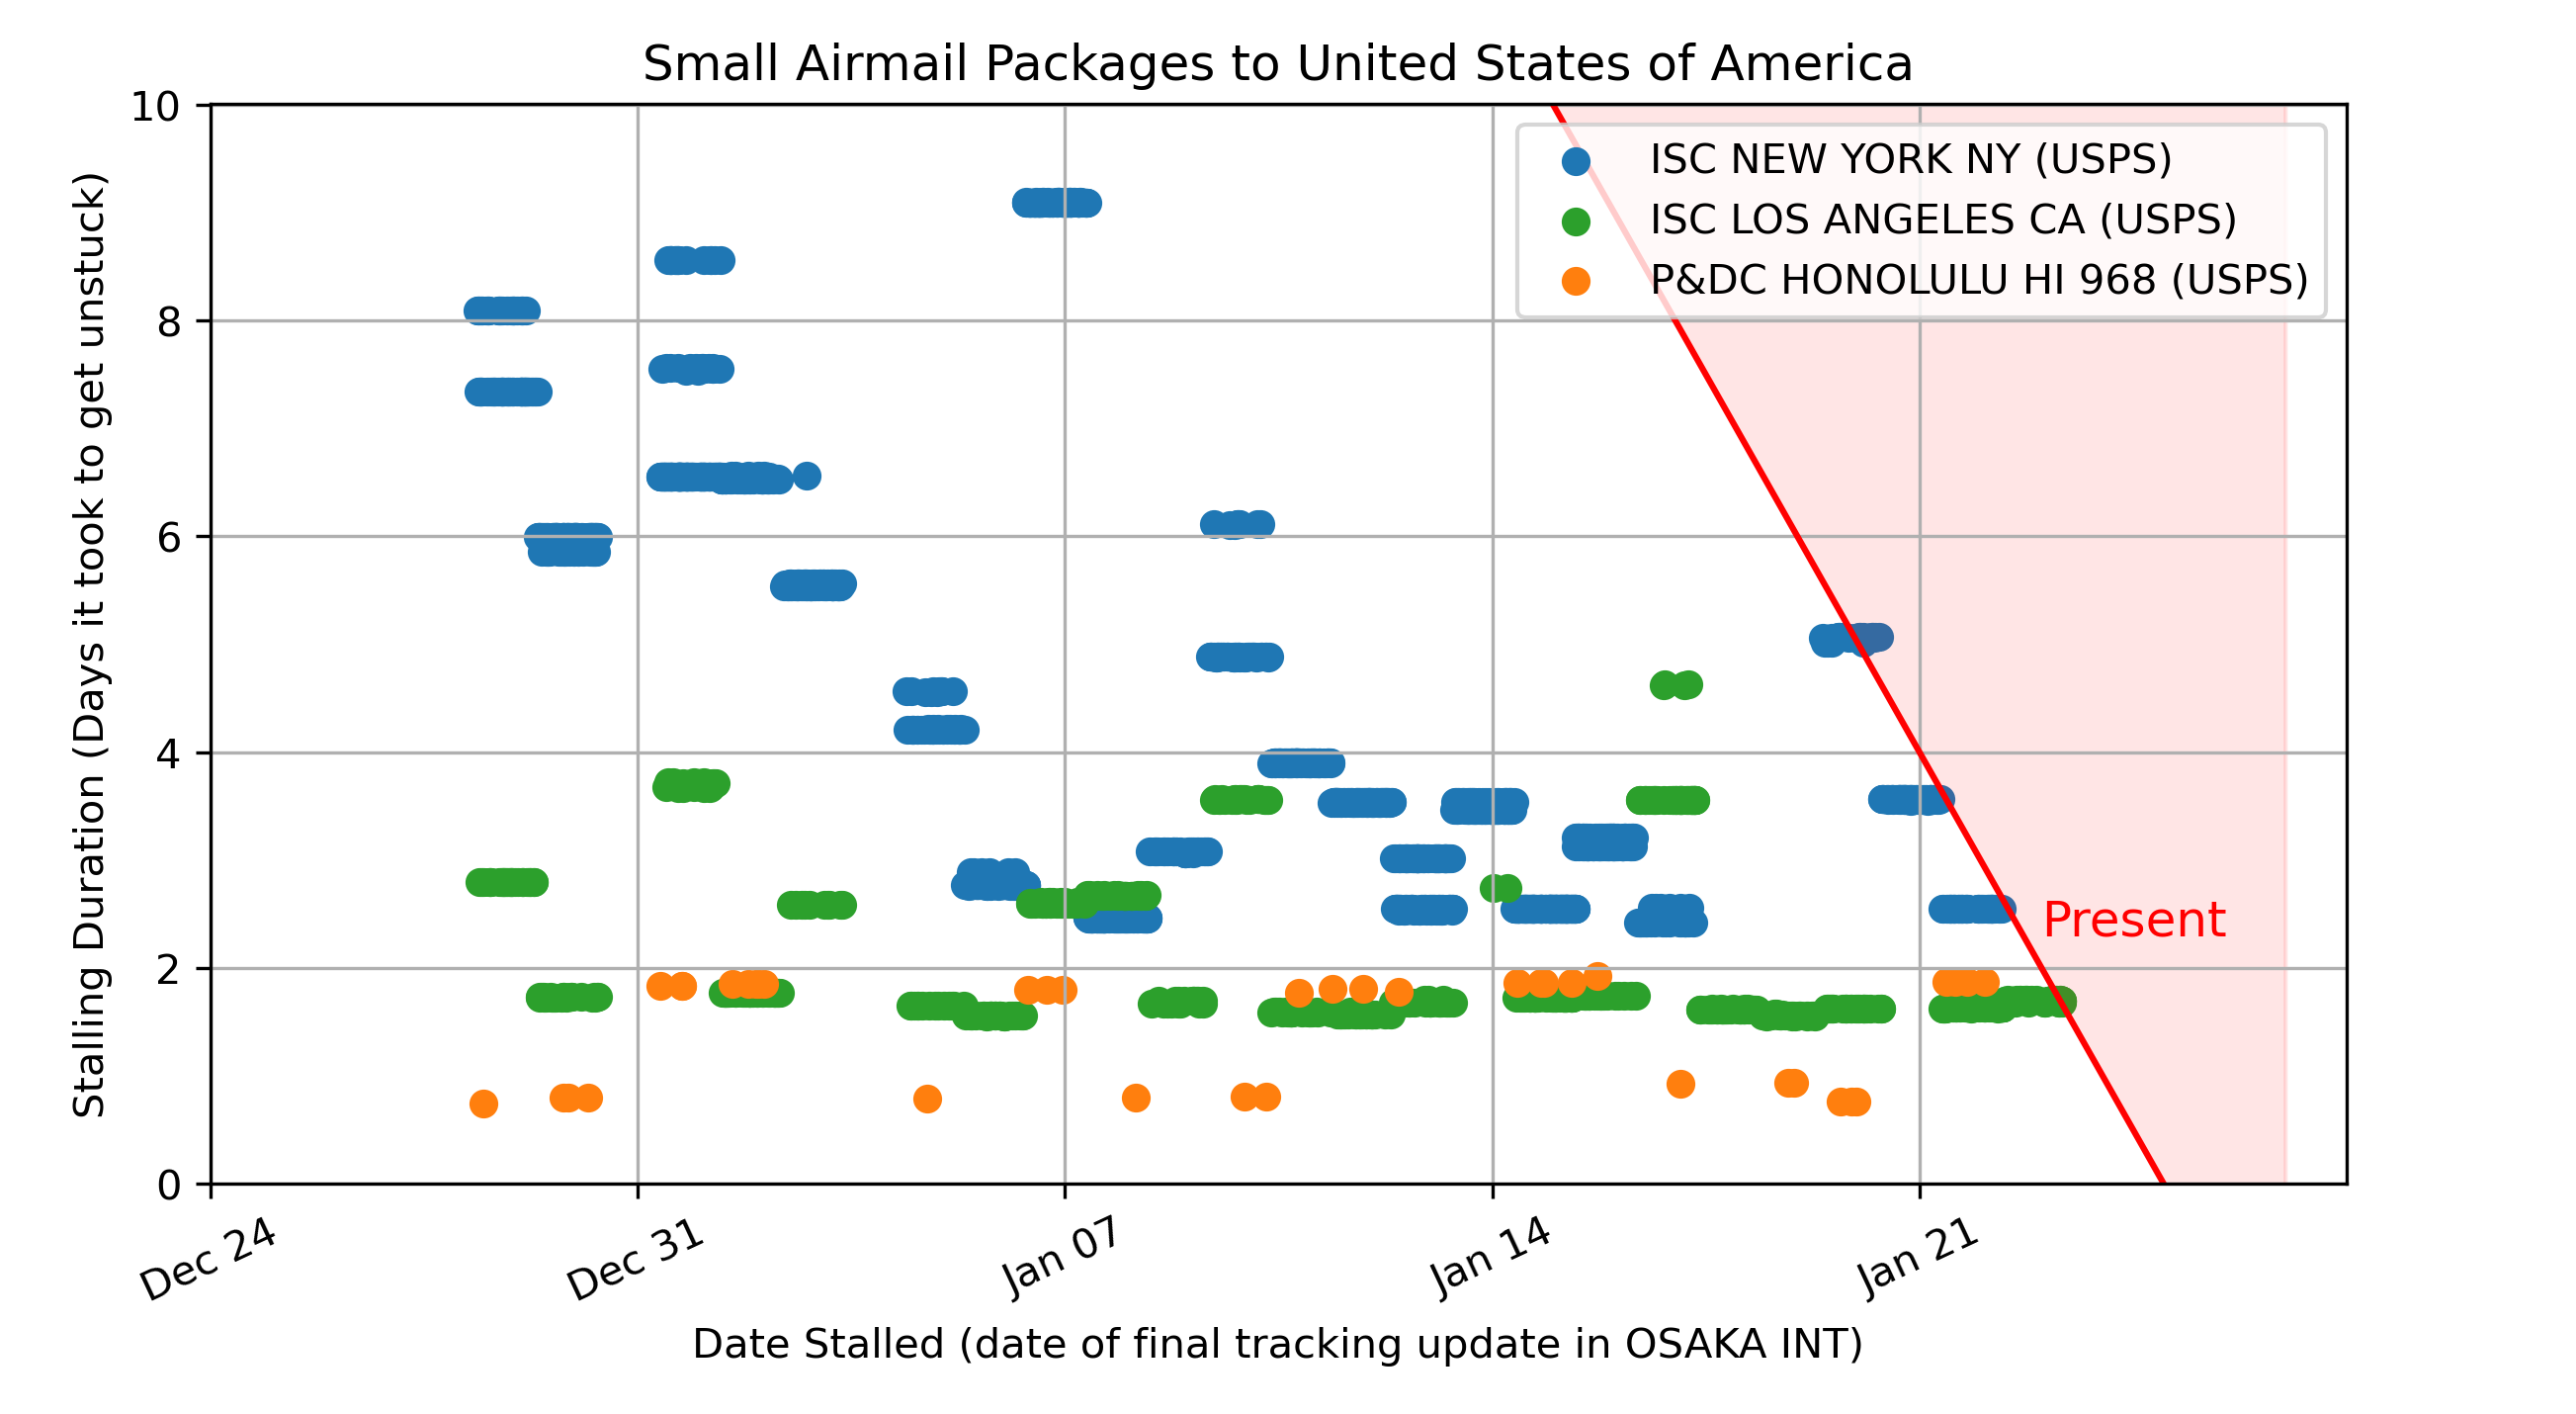 Small Airmail Packages to United States of America
Stalling Duration (Days it took to get unstuck)
10
8
6
4
2
0
ISC NEW YORK NY (USPS)
ISC LOS ANGELES CA (USPS)
P&DC HONOLULU HI 968 (USPS)
Present
Dec 24
Dec 31
Jan 07
Jan 14
Jan 21
Date Stalled (date of final tracking update in OSAKA INT)